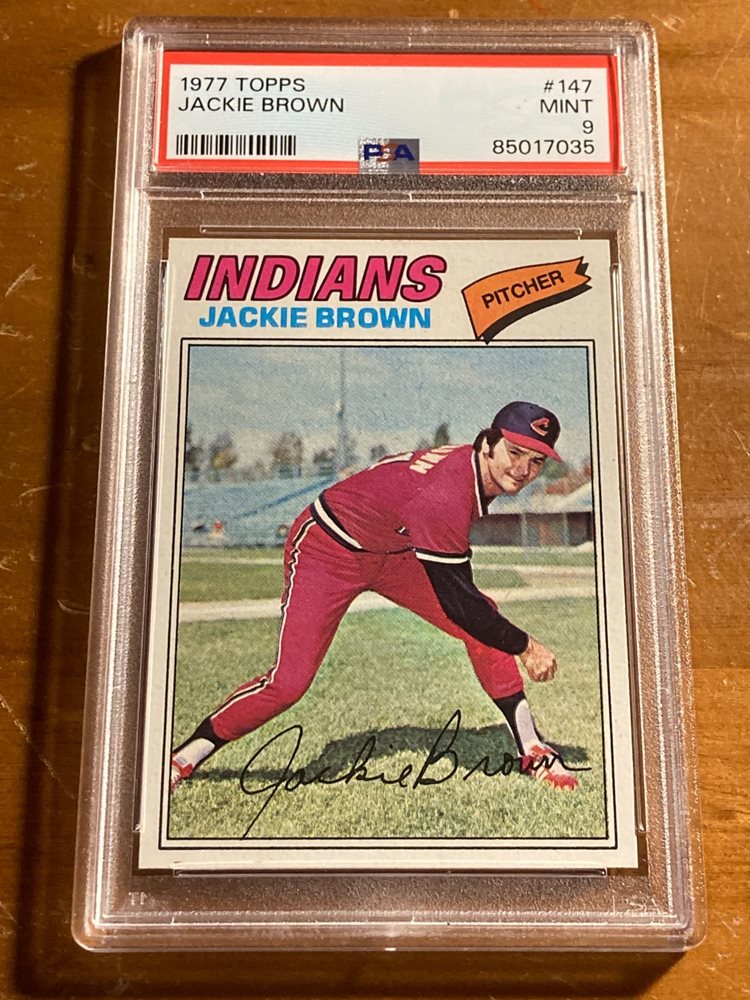 1977 TOPPS #147
JACKIE BROWN MINT
9
PSA 85017035
INDIANS
PITCHER
JACKIE BROWN
C
Jackie Brown